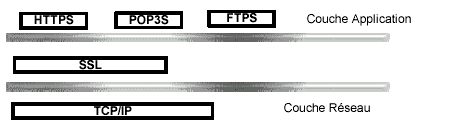 HTTPS POP3S FTPS Couche Application
SSL
TCP/IP Couche Réseau